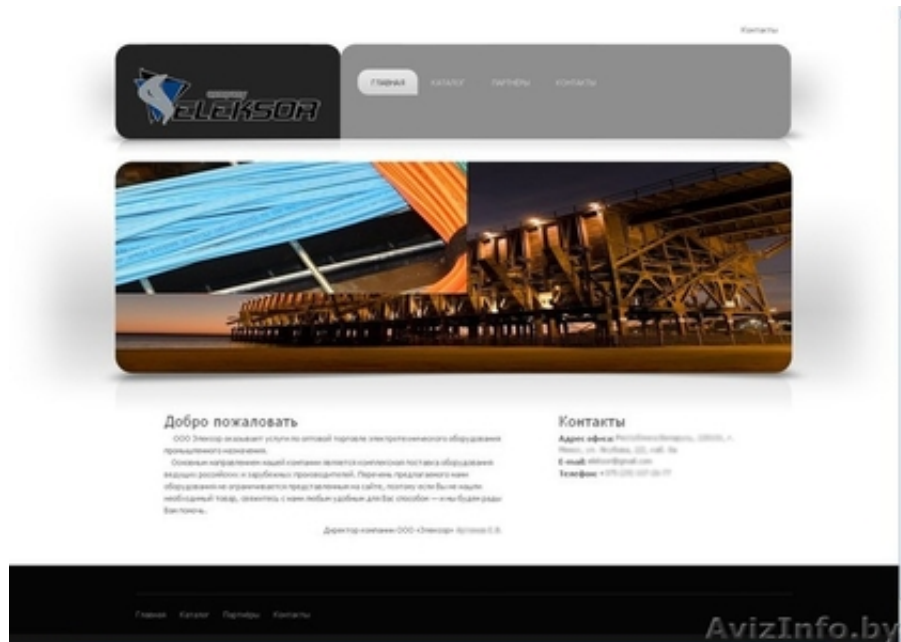 Контакты
company
ELEKSOR
ГЛАВНАЯ КАТАЛОГ ПАРТНЁРЫ КОНТАКТЫ
Добро пожаловать
ООО Элексор оказывает услуги по оптовой торговле электротехнического оборудования
промышленного назначения.
Основным направлением нашей компании является комплексная поставка оборудования
ведущих российских и зарубежных производителей. Перечень предлагаемого нами
оборудования не ограничивается представленным на сайте, поэтому если Вы не нашли
необходимый товар, свяжитесь с нами любым удобным для Вас способом — и мы будем рады
Вам помочь.
Директор компании ООО «Элексор»
Контакты
Адрес офиса:
E-mail:
Телефон:
Главная Каталог Партнёры Контакты
AvizInfo.by